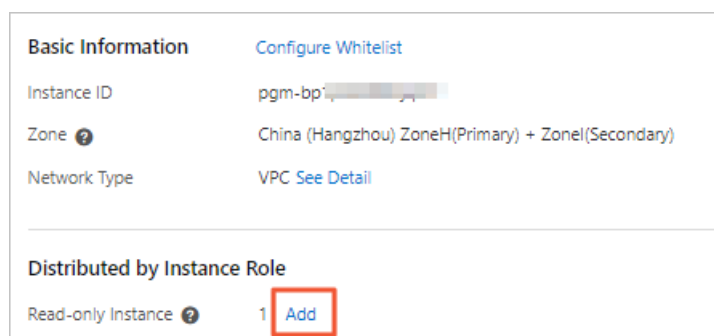 Basic Information Configure Whitelist
Instance ID pgm-bp
Zone China (Hangzhou) ZoneH(Primary) + ZoneI(Secondary)
Network Type VPC See Detail
Distributed by Instance Role
Read-only Instance 1 Add